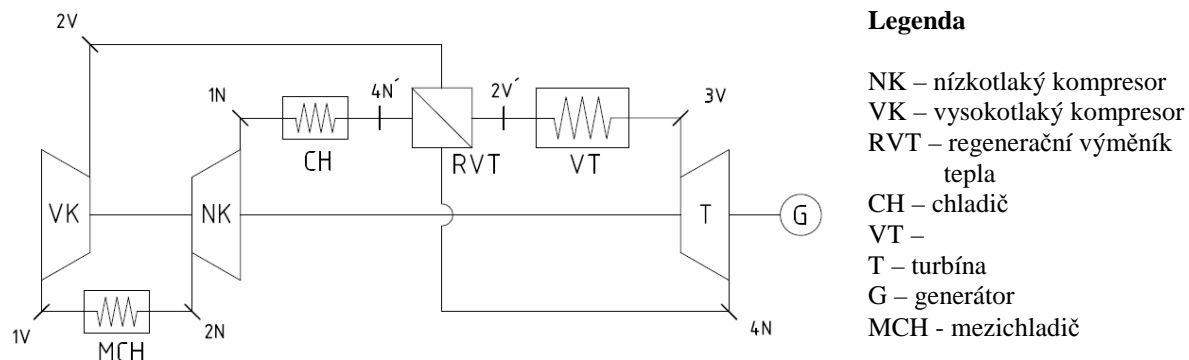 2V
1N
4N´
2V´
3V
CH
RVT
VT
VK
NK
T
G
1V
MCH
2N
4N
Legenda
NK – nízkotlaký kompresor
VK – vysokotlaký kompresor
RVT – regenerační výměník
tepla
CH – chladič
VT –
T – turbína
G – generátor
MCH - mezichladič